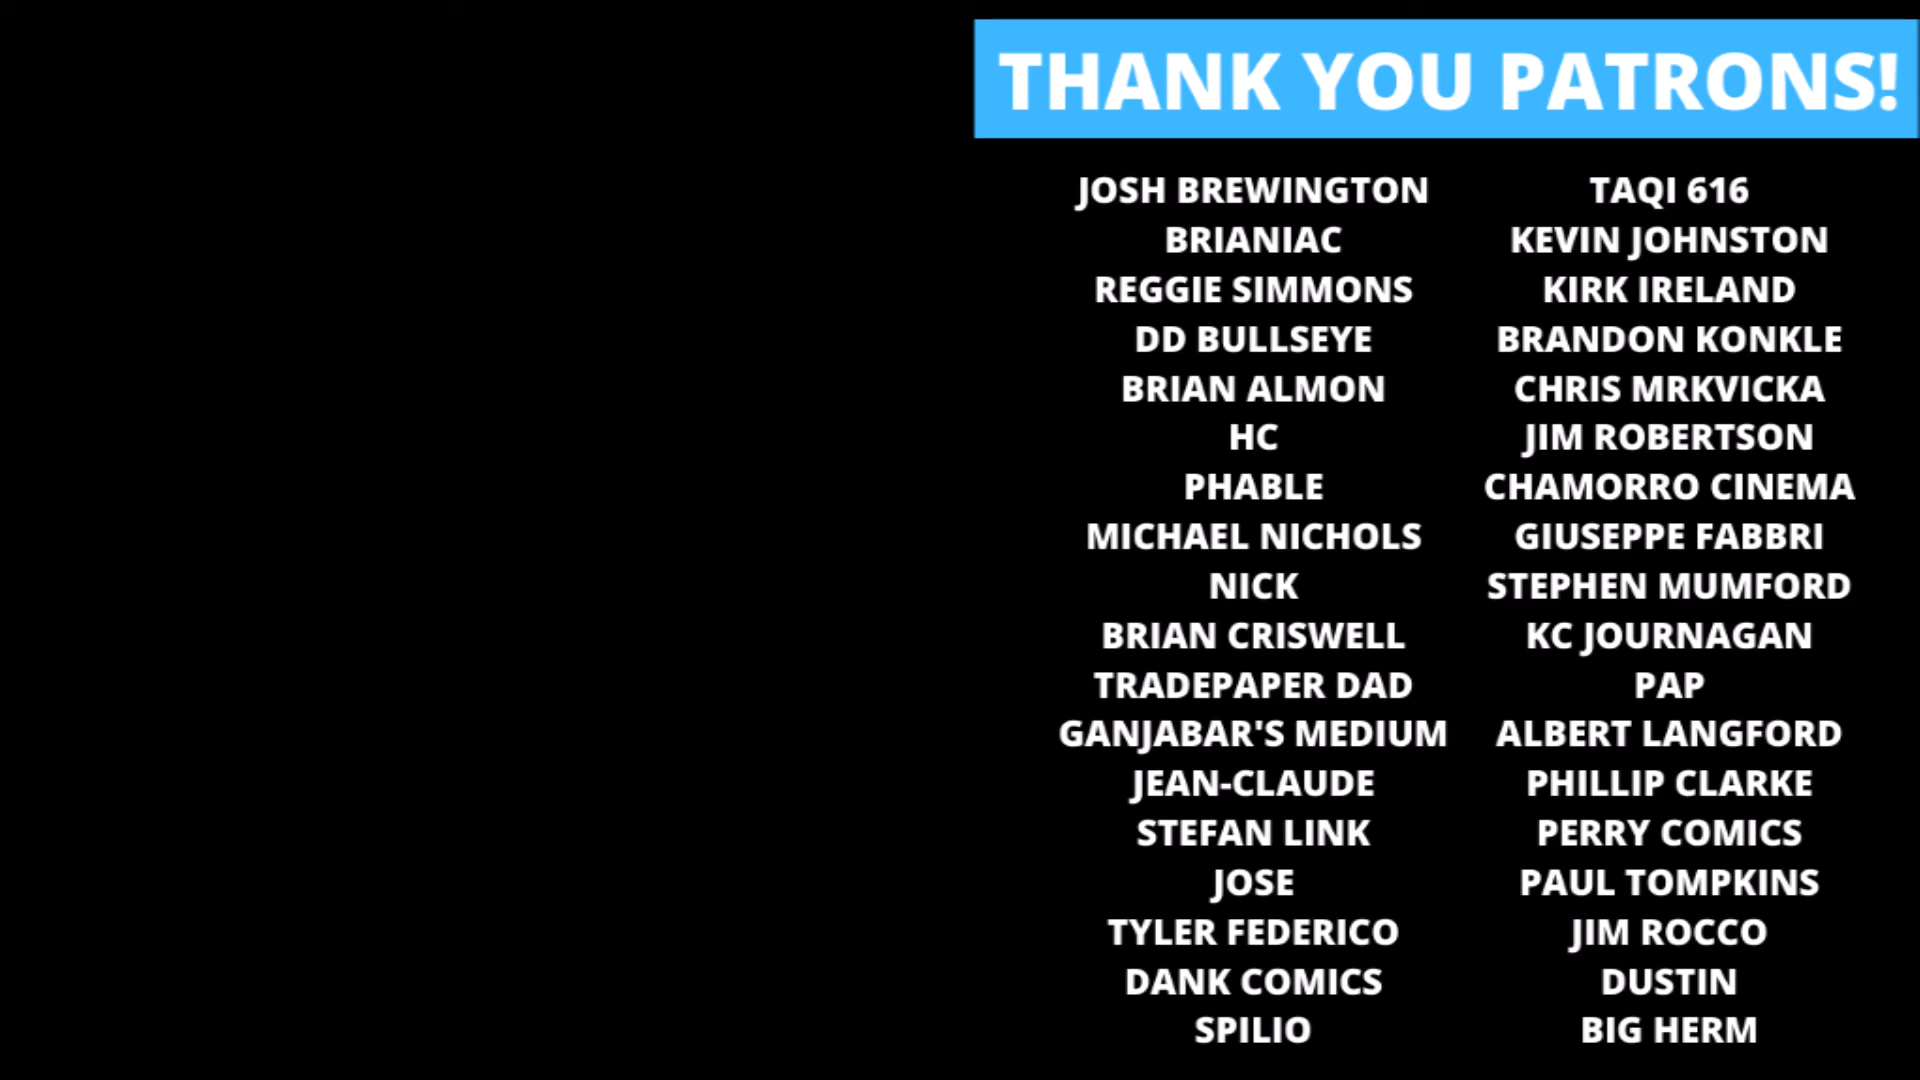 THANK YOU PATRONS!
JOSH BREWINGTON
BRIANIAC
REGGIE SIMMONS
DD BULLSEYE
BRIAN ALMON
HC
PHABLE
MICHAEL NICHOLS
NICK
BRIAN CRISWELL
TRADEPAPER DAD
GANJABAR'S MEDIUM
JEAN-CLAUDE
STEFAN LINK
JOSE
TYLER FEDERICO
DANK COMICS
SPILIO
TAQI 616
KEVIN JOHNSTON
KIRK IRELAND
BRANDON KONKLE
CHRIS MRKVICKA
JIM ROBERTSON
CHAMORRO CINEMA
GIUSEPPE FABBRI
STEPHEN MUMFORD
KC JOURNAGAN
PAP
ALBERT LANGFORD
PHILLIP CLARKE
PERRY COMICS
PAUL TOMPKINS
JIM ROCCO
DUSTIN
BIG HERM